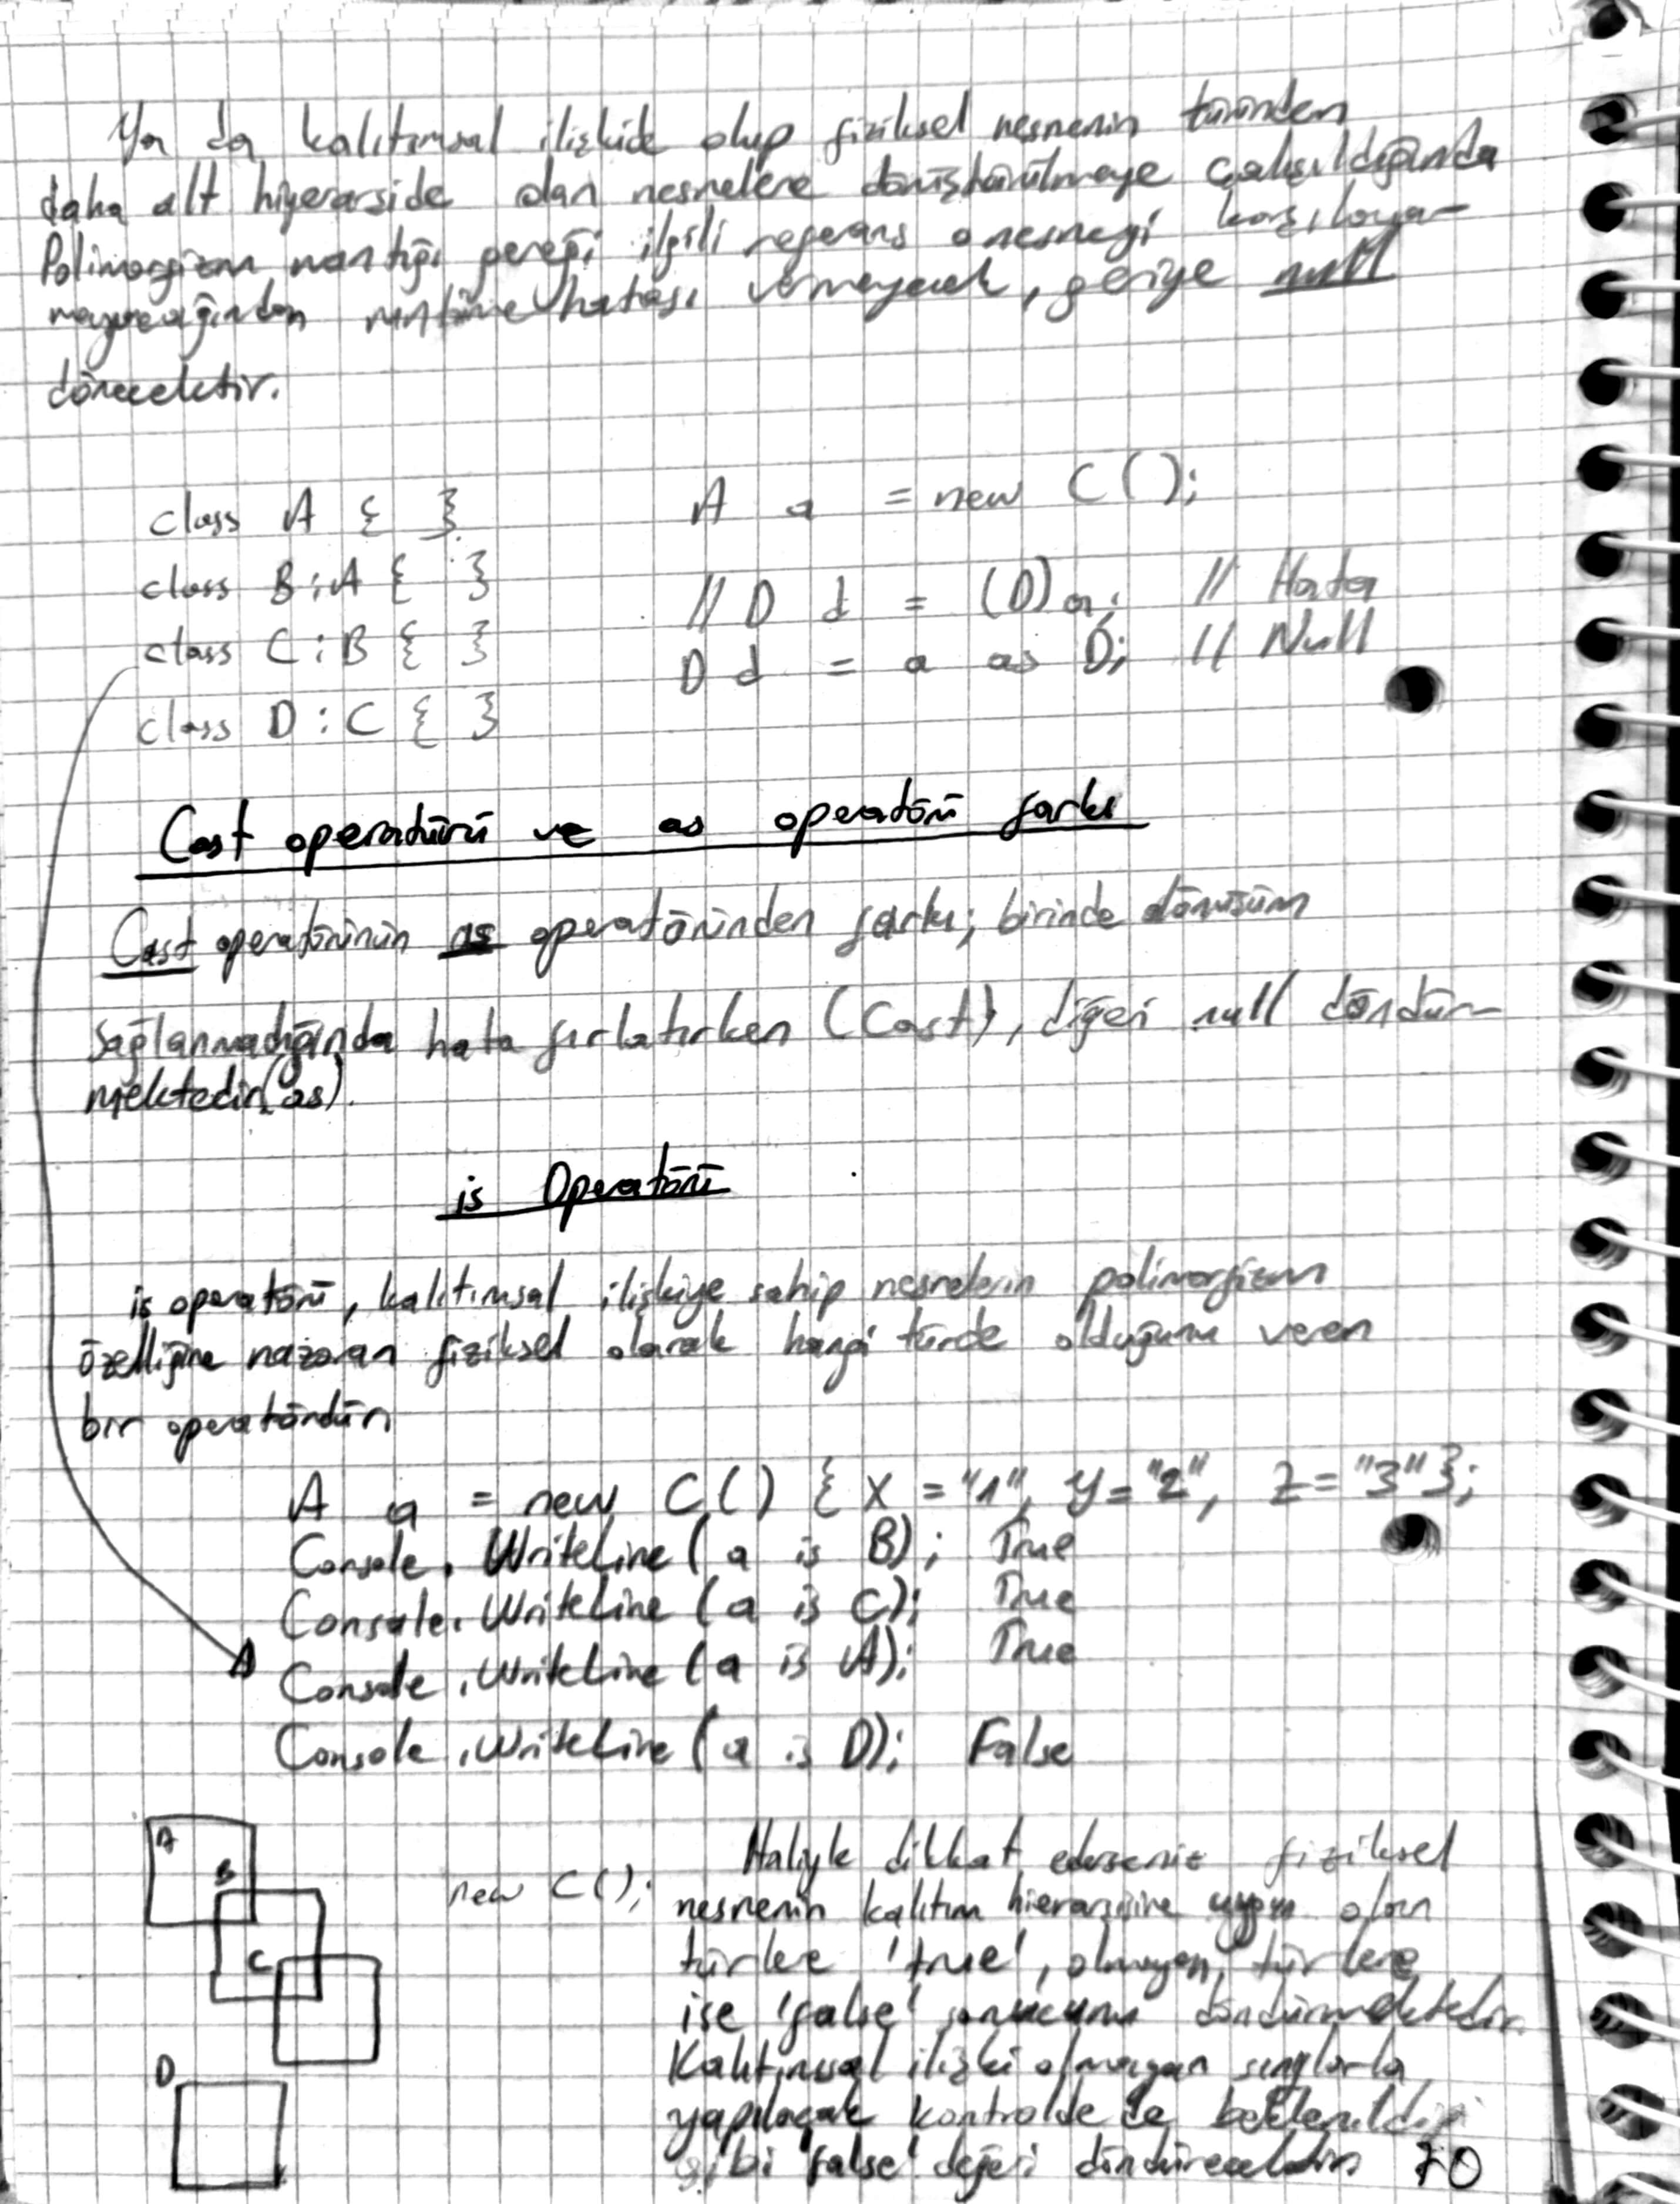 Ya da kalıtımsal ilişkide olup fiziksel nesnenin türünden
daha alt hiyerarşide olan nesnelere dönüştürülmeye çalışıldığında
Polimorfizm mantığı gereği ilgili referans o nesneyi karşılaya-
mayacağından runtime hatası vermeyecek, geriye null
dönecektir.
class A { }
class B : A { }
class C : B { }
class D : C { }
A a = new C();
// D d = (D) a; // Hata
D d = a as D; // Null
Cast operatörü ve as operatörü farkı
Cast operatörünün as operatöründen farkı; birinde dönüşüm
sağlanmadığında hata fırlatırken (Cast), diğeri null döndür-
mektedir(as).
is Operatörü
is operatörü, kalıtımsal ilişkiye sahip nesnelerin polimorfizm
özelliğine nazaran fiziksel olarak hangi türde olduğunu veren
bir operatördür.
A a = new C() { X = "1", Y = "2", Z = "3" };
Console.WriteLine(a is B); True
Console.WriteLine(a is C); True
Console.WriteLine(a is A); True
Console.WriteLine(a is D); False
A
B
C
D
new C();
Haliyle dikkat ederseniz fiziksel
nesnenin kalıtım hierarşisine uygun olan
türlere 'true', olmayan türlere
ise 'false' sonucunu döndürmektedir.
Kalıtımsal ilişki olmayan sınıflarla
yapılacak kontrolde de beklenildiği
gibi 'false' değeri döndürecektir.
70